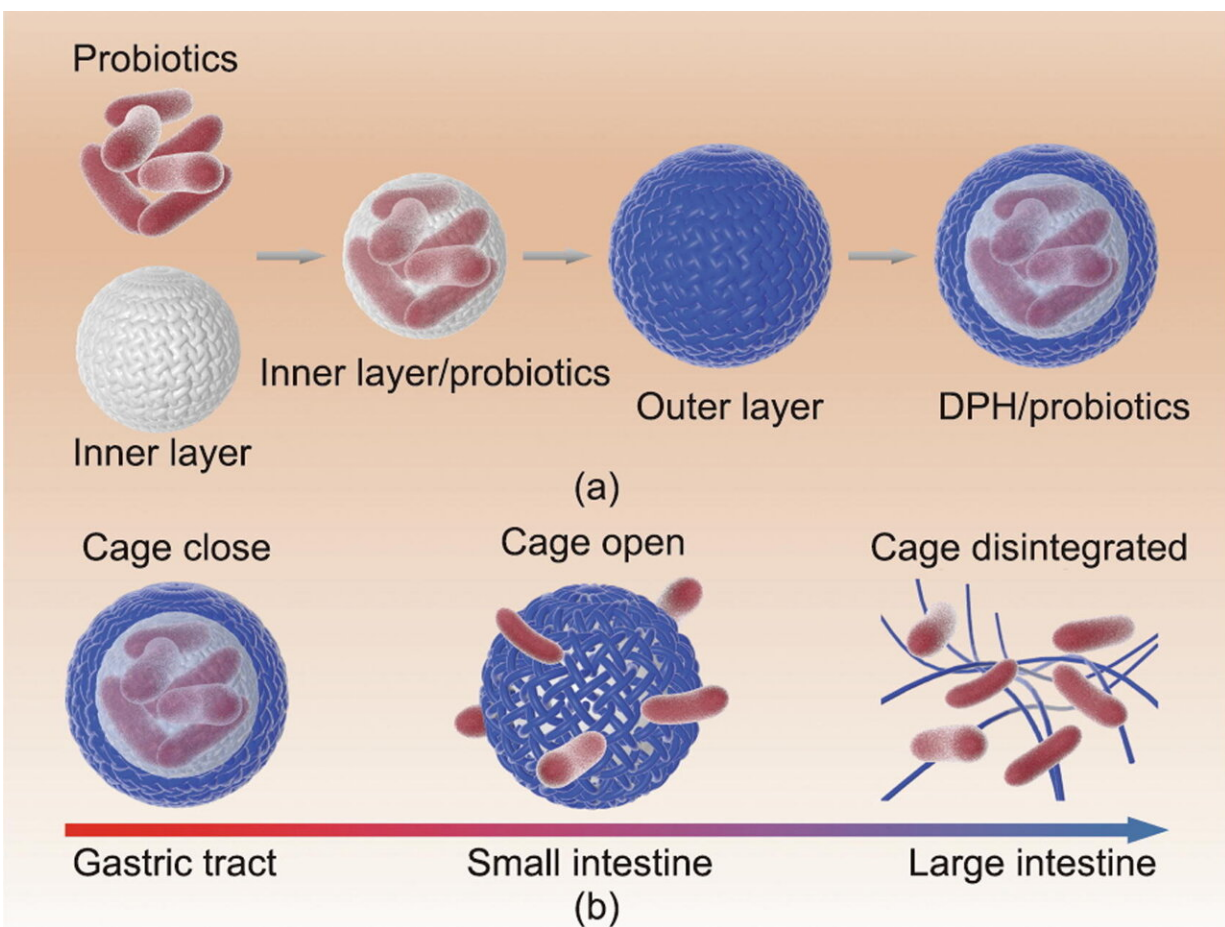 Probiotics
Inner layer
Inner layer/probiotics
Outer layer
DPH/probiotics
(a)
Cage close
Cage open
Cage disintegrated
Gastric tract
Small intestine
Large intestine
(b)